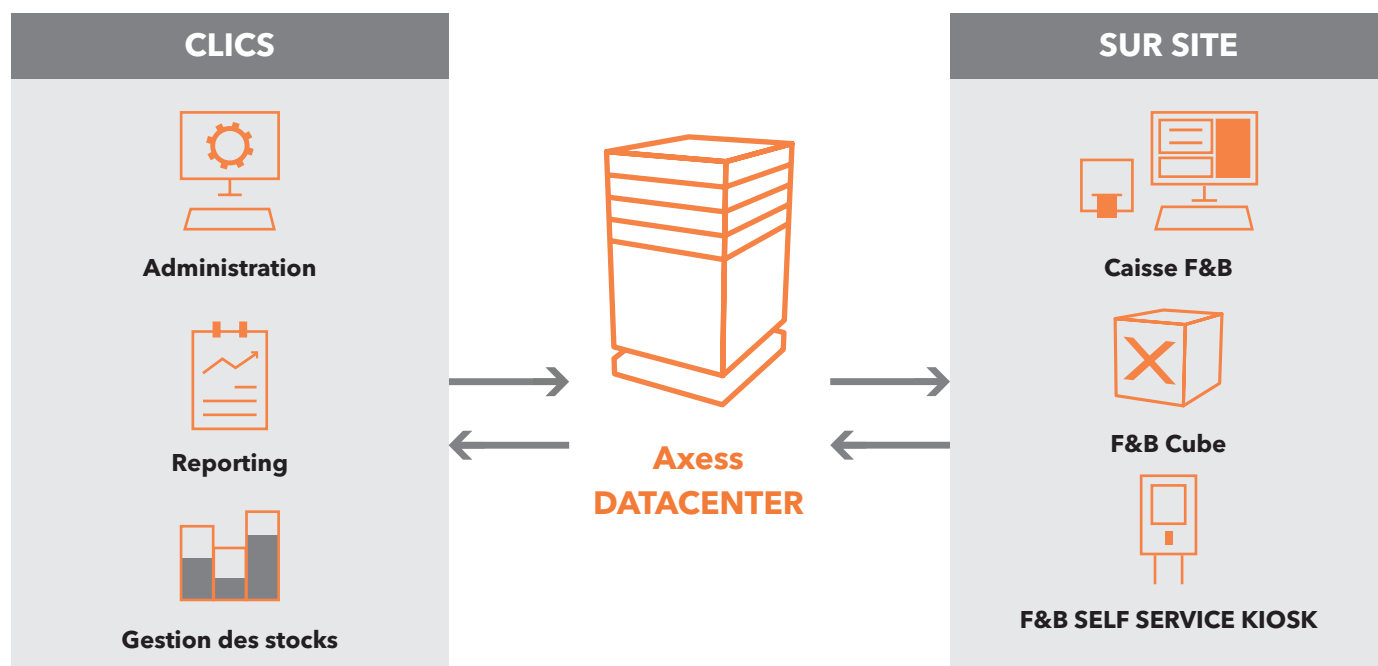 CLICS
Administration
Reporting
Gestion des stocks
Axess
DATACENTER
SUR SITE
Caisse F&B
F&B Cube
F&B SELF SERVICE KIOSK